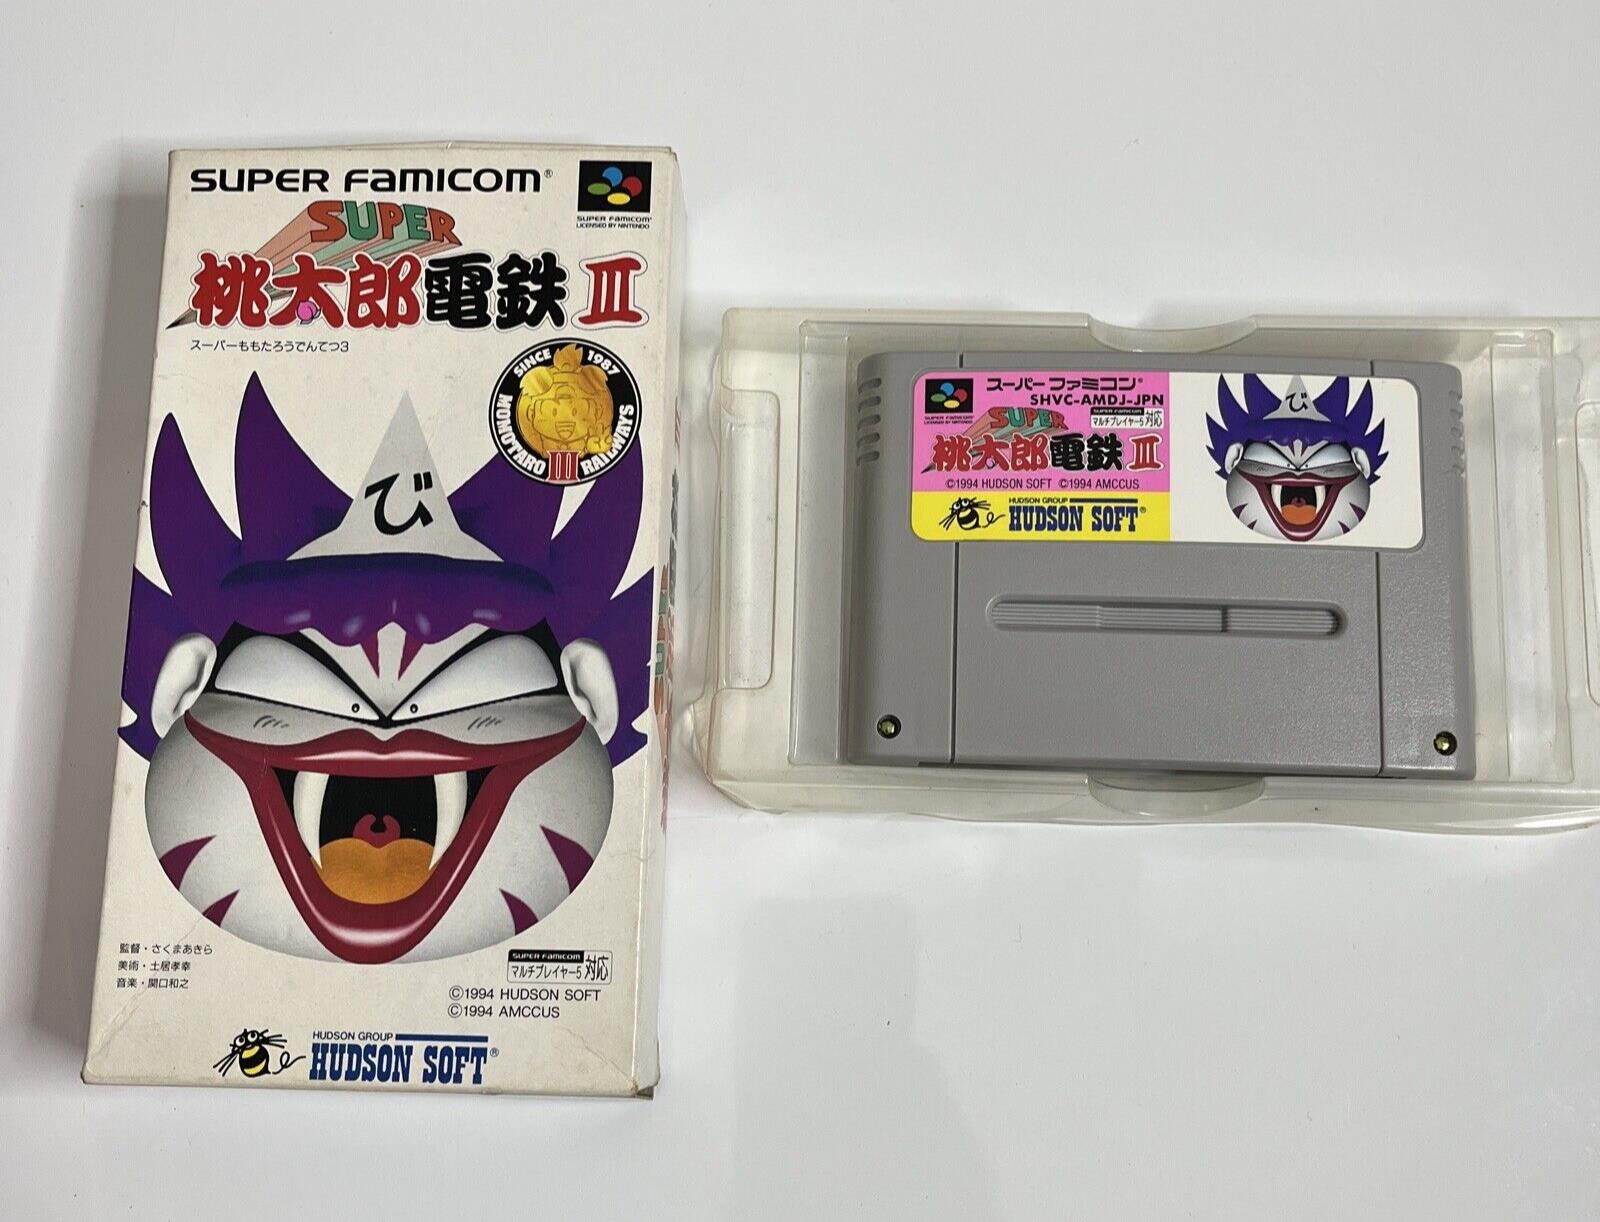 SUPER FAMICOM®
SUPER FAMICOM®
LICENSED BY NINTENDO
SUPER
桃太郎電鉄III
スーパーももたろうでんてつ3
SINCE 1987
MOMOTARO III RAILWAYS
び
監督・さくまあきら
美術・土居孝幸
音楽・関口和之
SUPER FAMICOM
マルチプレイヤー5 対応
©1994 HUDSON SOFT
©1994 AMCCUS
HUDSON GROUP
HUDSON SOFT®
スーパーファミコン®
SHVC-AMDJ-JPN
SUPER FAMICOM
LICENSED BY NINTENDO
SUPER
SUPER FAMICOM
マルチプレイヤー5 対応
桃太郎電鉄III
©1994 HUDSON SOFT ©1994 AMCCUS
HUDSON GROUP
HUDSON SOFT®
び